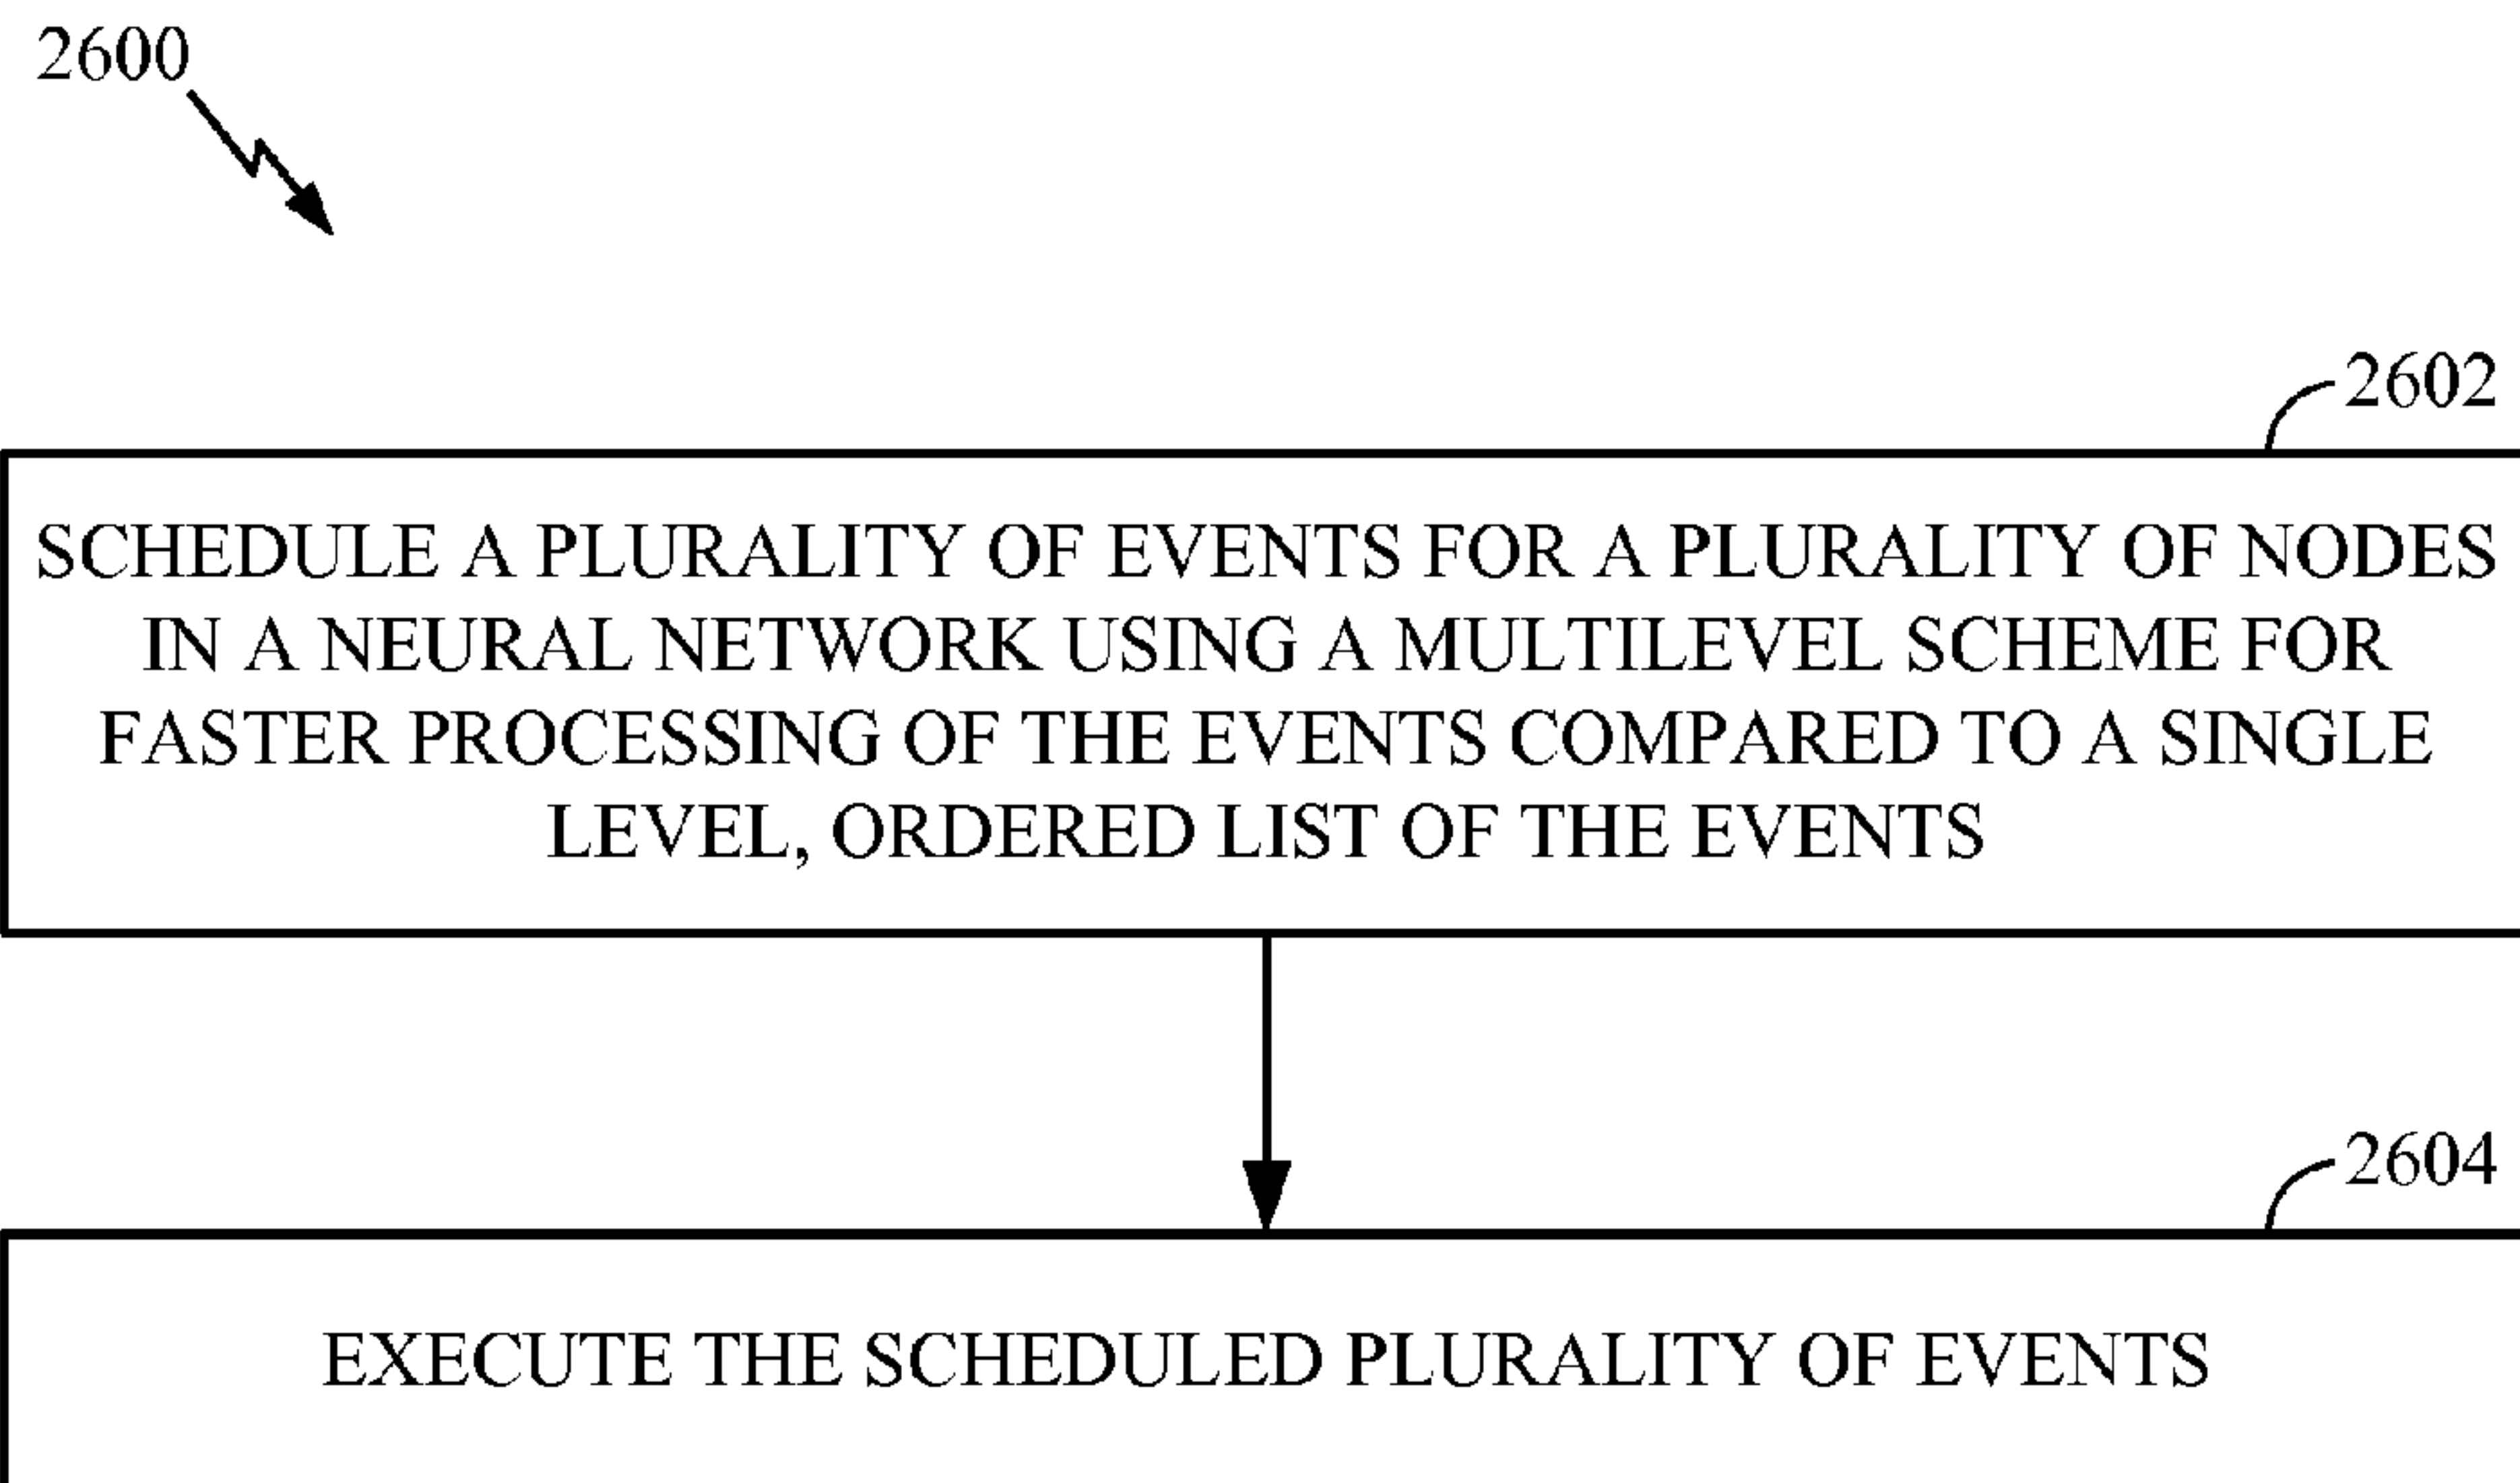 2600
2602
SCHEDULE A PLURALITY OF EVENTS FOR A PLURALITY OF NODES
IN A NEURAL NETWORK USING A MULTILEVEL SCHEME FOR
FASTER PROCESSING OF THE EVENTS COMPARED TO A SINGLE
LEVEL, ORDERED LIST OF THE EVENTS
2604
EXECUTE THE SCHEDULED PLURALITY OF EVENTS